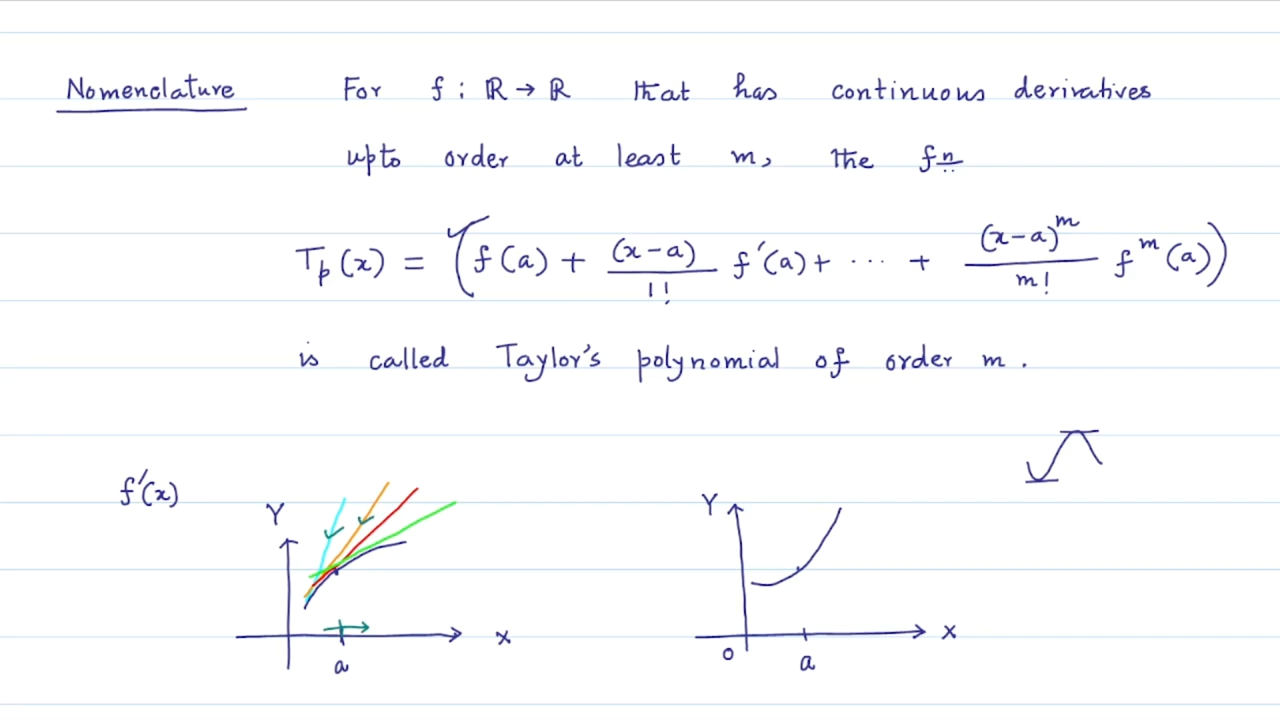 Nomenclature For f : ℝ → ℝ that has continuous derivatives
upto order at least m, the fn
Tp(x) = (f(a) + (x-a)/1! f'(a) + ... + (x-a)^m/m! f^m(a))
is called Taylor's polynomial of order m.
f'(x)
Y
Y
x
x
a
o
a